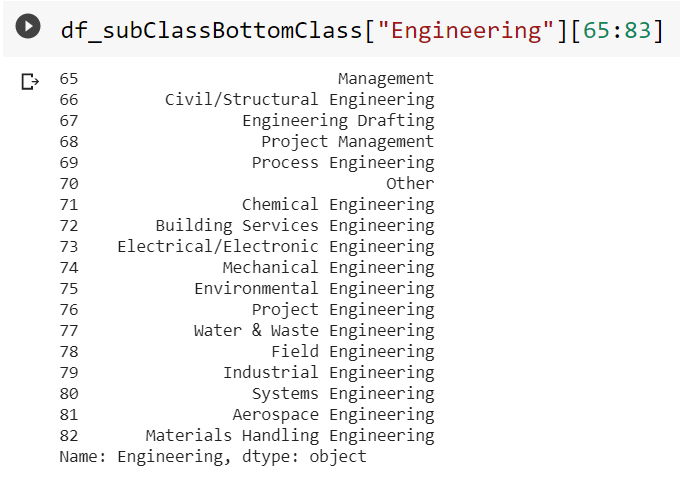 df_subClassBottomClass["Engineering"][65:83]
65 Management
66 Civil/Structural Engineering
67 Engineering Drafting
68 Project Management
69 Process Engineering
70 Other
71 Chemical Engineering
72 Building Services Engineering
73 Electrical/Electronic Engineering
74 Mechanical Engineering
75 Environmental Engineering
76 Project Engineering
77 Water & Waste Engineering
78 Field Engineering
79 Industrial Engineering
80 Systems Engineering
81 Aerospace Engineering
82 Materials Handling Engineering
Name: Engineering, dtype: object